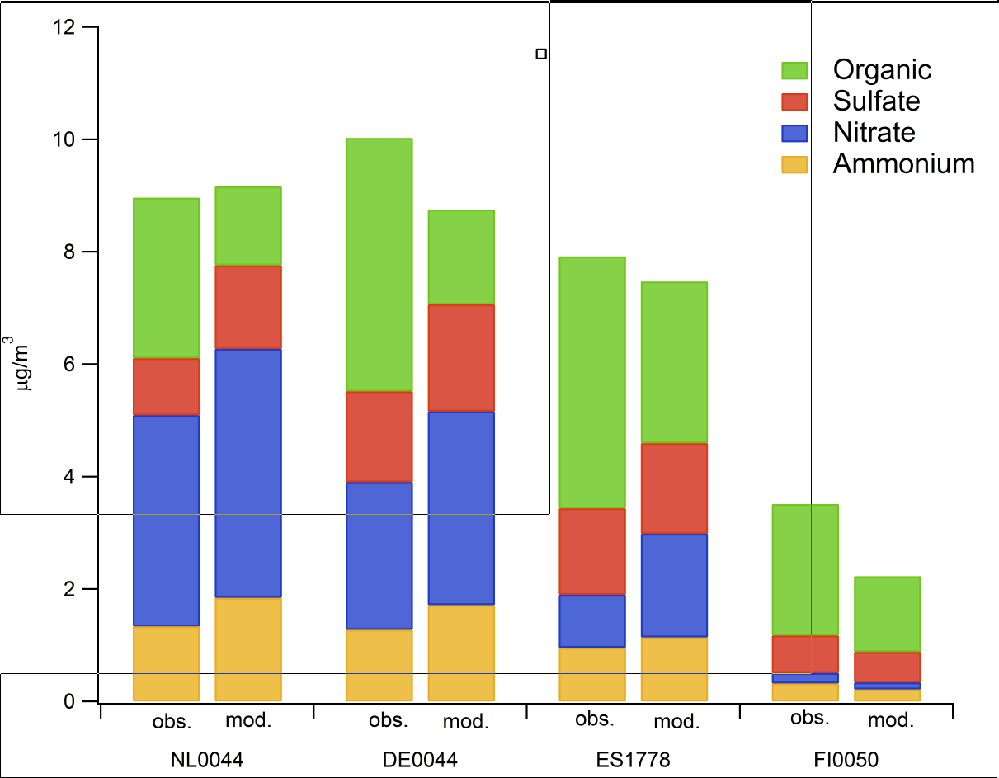 12
10
8
6
4
2
0
μg/m³
Organic
Sulfate
Nitrate
Ammonium
obs. mod. obs. mod. obs. mod. obs. mod.
NL0044 DE0044 ES1778 FI0050